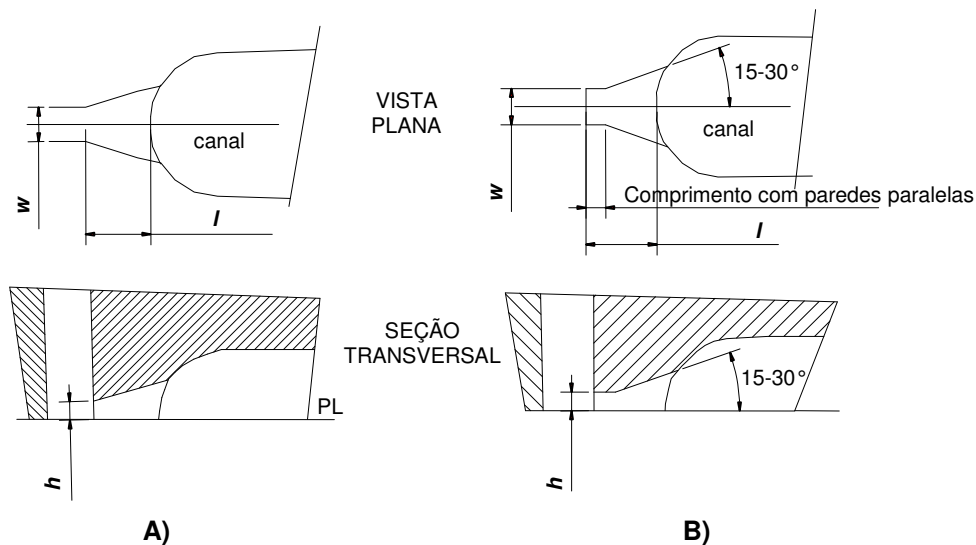 15-30°
VISTA
PLANA
canal
canal
w
w
Comprimento com paredes paralelas
l
l
SEÇÃO
TRANSVERSAL
15-30°
PL
h
h
A)
B)